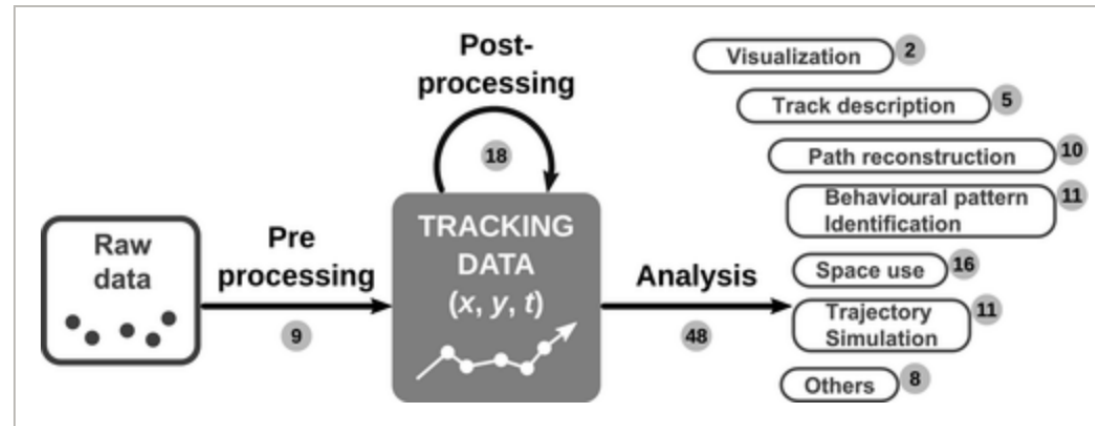 Post-
processing
18
Raw
data
Pre
processing
9
TRACKING
DATA
(x, y, t)
Analysis
48
Visualization 2
Track description 5
Path reconstruction 10
Behavioural pattern 11
Identification
Space use 16
Trajectory 11
Simulation
Others 8